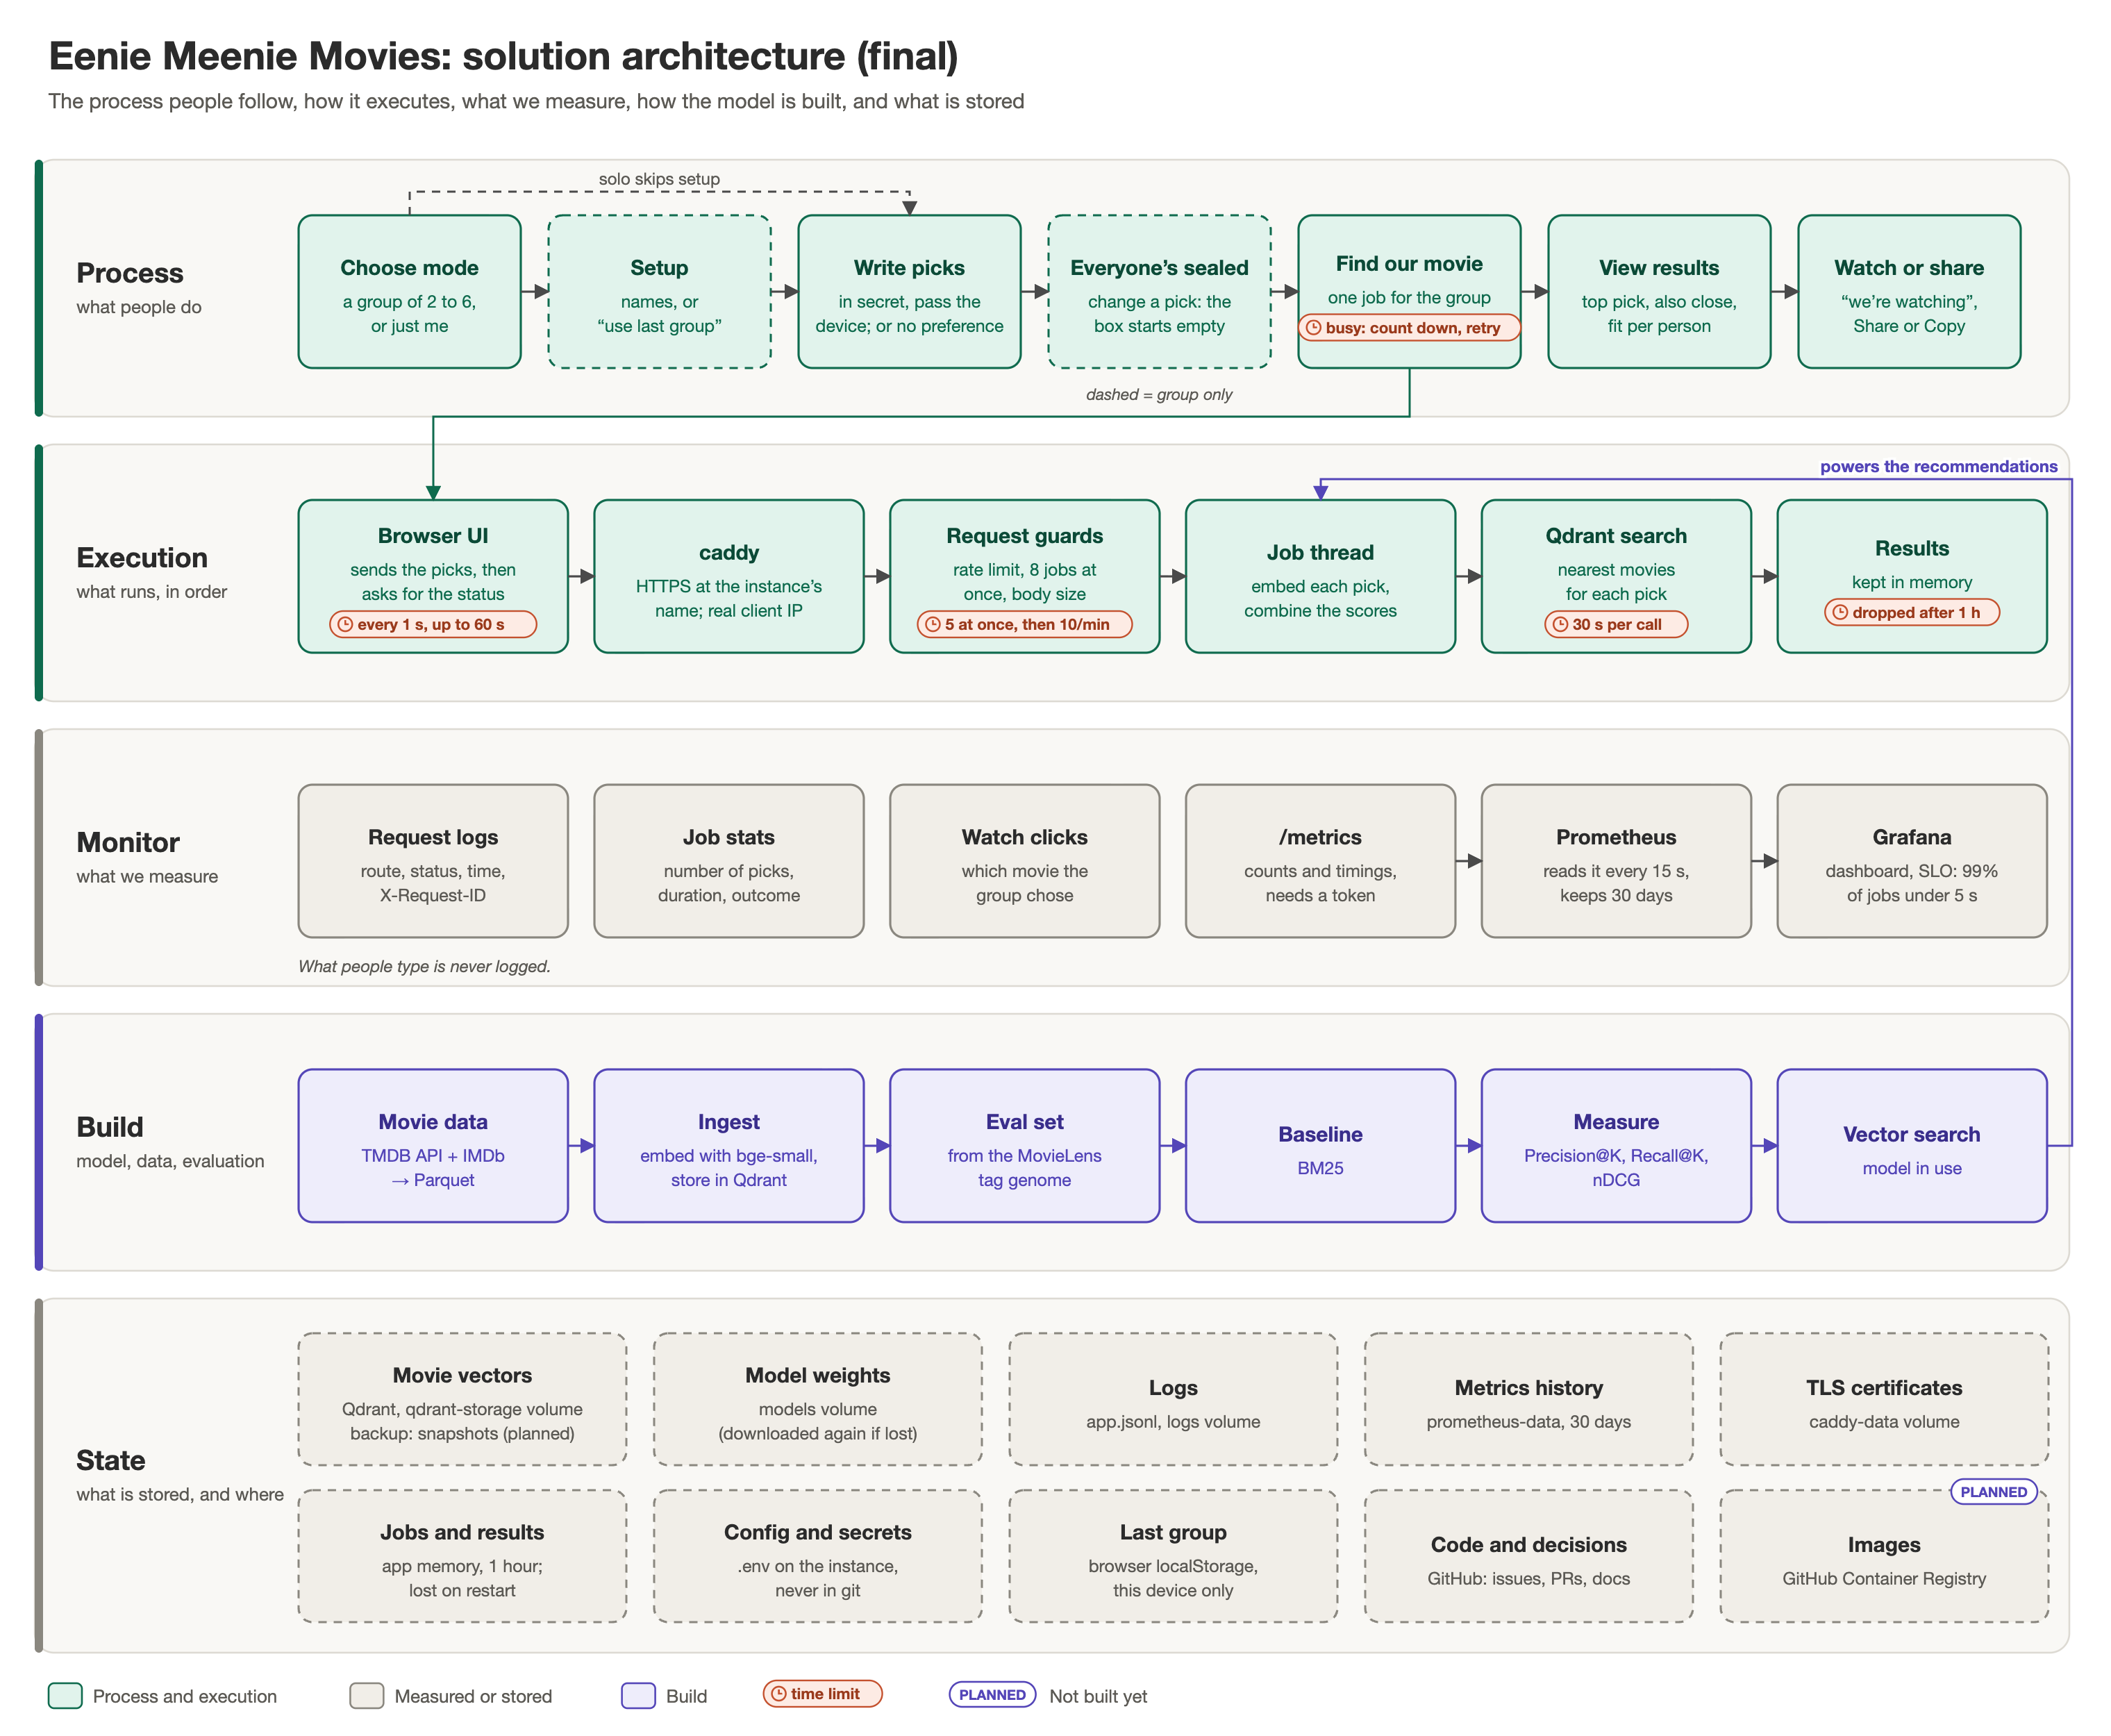 Eenie Meenie Movies: solution architecture (final)
The process people follow, how it executes, what we measure, how the model is built, and what is stored
Process
what people do
solo skips setup
Choose mode
a group of 2 to 6,
or just me
Setup
names, or
“use last group”
Write picks
in secret, pass the
device; or no preference
Everyone’s sealed
change a pick: the
box starts empty
Find our movie
one job for the group
busy: count down, retry
View results
top pick, also close,
fit per person
Watch or share
“we’re watching”,
Share or Copy
dashed = group only
Execution
what runs, in order
powers the recommendations
Browser UI
sends the picks, then
asks for the status
every 1 s, up to 60 s
caddy
HTTPS at the instance’s
name; real client IP
Request guards
rate limit, 8 jobs at
once, body size
5 at once, then 10/min
Job thread
embed each pick,
combine the scores
Qdrant search
nearest movies
for each pick
30 s per call
Results
kept in memory
dropped after 1 h
Monitor
what we measure
Request logs
route, status, time,
X-Request-ID
Job stats
number of picks,
duration, outcome
Watch clicks
which movie the
group chose
/metrics
counts and timings,
needs a token
Prometheus
reads it every 15 s,
keeps 30 days
Grafana
dashboard, SLO: 99%
of jobs under 5 s
What people type is never logged.
Build
model, data, evaluation
Movie data
TMDB API + IMDb
→ Parquet
Ingest
embed with bge-small,
store in Qdrant
Eval set
from the MovieLens
tag genome
Baseline
BM25
Measure
Precision@K, Recall@K,
nDCG
Vector search
model in use
State
what is stored, and where
Movie vectors
Qdrant, qdrant-storage volume
backup: snapshots (planned)
Model weights
models volume
(downloaded again if lost)
Logs
app.jsonl, logs volume
Metrics history
prometheus-data, 30 days
TLS certificates
caddy-data volume
Jobs and results
app memory, 1 hour;
lost on restart
Config and secrets
.env on the instance,
never in git
Last group
browser localStorage,
this device only
Code and decisions
GitHub: issues, PRs, docs
PLANNED
Images
GitHub Container Registry
Process and execution
Measured or stored
Build
time limit
PLANNED
Not built yet